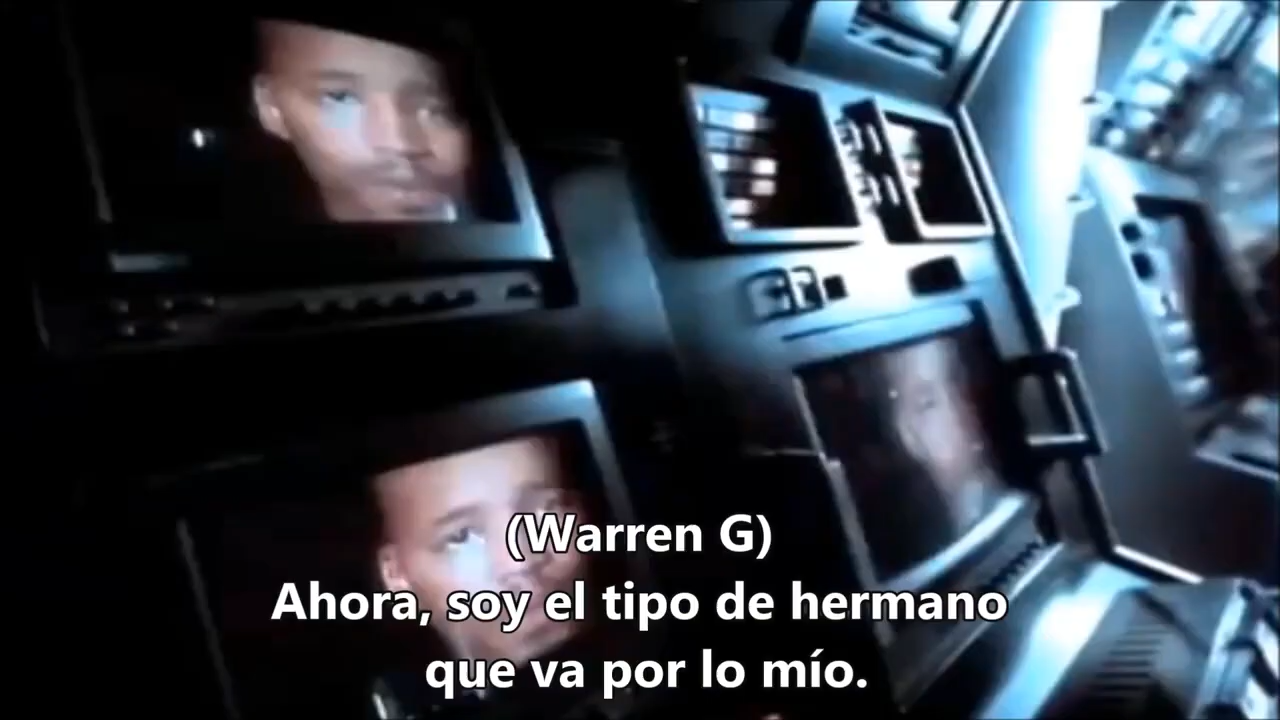 (Warren G)
Ahora, soy el tipo de hermano
que va por lo mío.